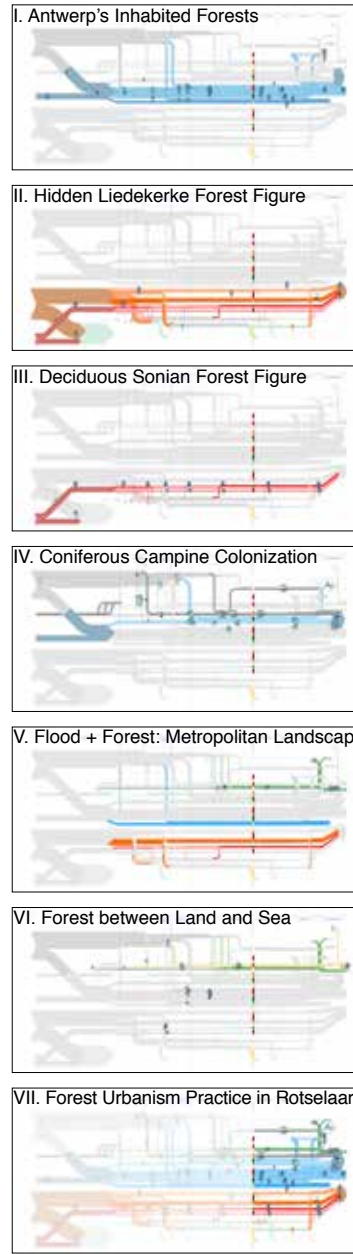 I. Antwerp's Inhabited Forests
II. Hidden Liedekerke Forest Figure
III. Deciduous Sonian Forest Figure
IV. Coniferous Campine Colonization
V. Flood + Forest: Metropolitan Landscap
VI. Forest between Land and Sea
VII. Forest Urbanism Practice in Rotselaar